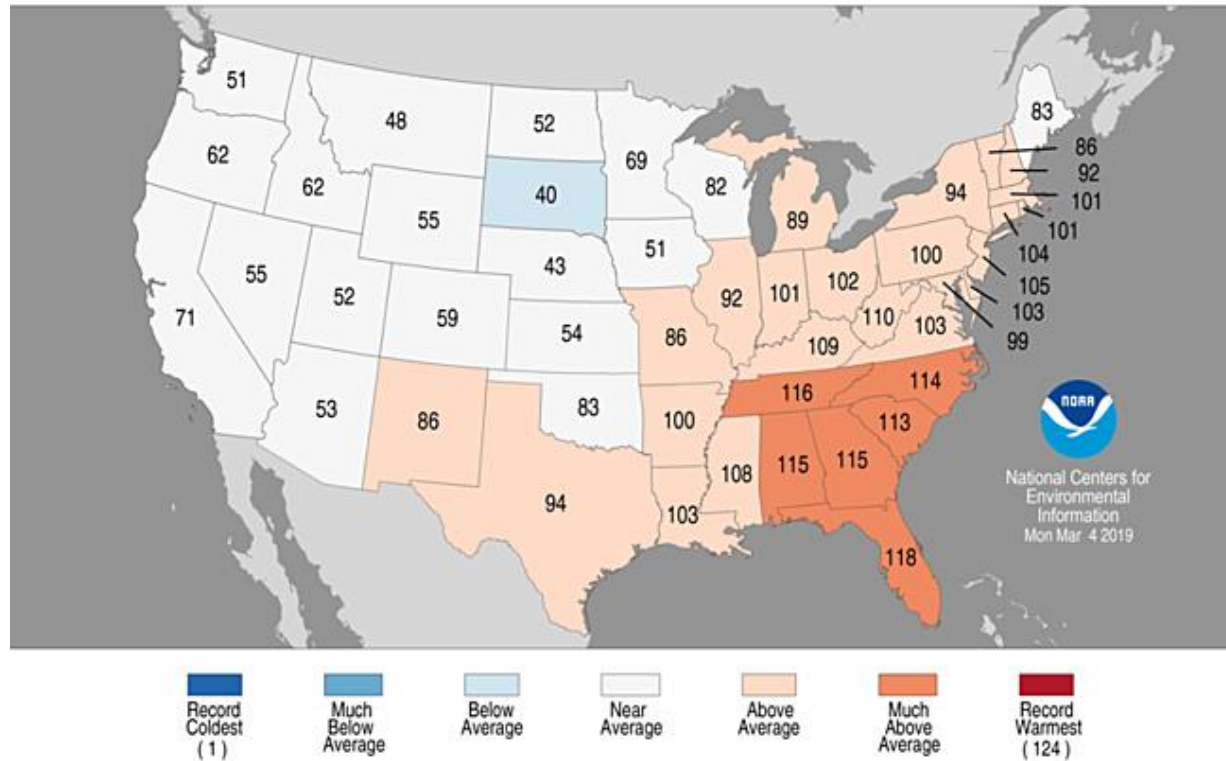 51
48
52
69
83
62
62
40
82
86
92
94
55
89
101
101
55
43
51
100
104
52
92
101
102
105
71
59
54
86
110
103
103
109
99
53
86
83
100
116
114
113
94
103
108
115
115
118
NOAA
National Centers for
Environmental
Information
Mon Mar 4 2019
Record
Coldest
( 1 )
Much
Below
Average
Below
Average
Near
Average
Above
Average
Much
Above
Average
Record
Warmest
( 124 )